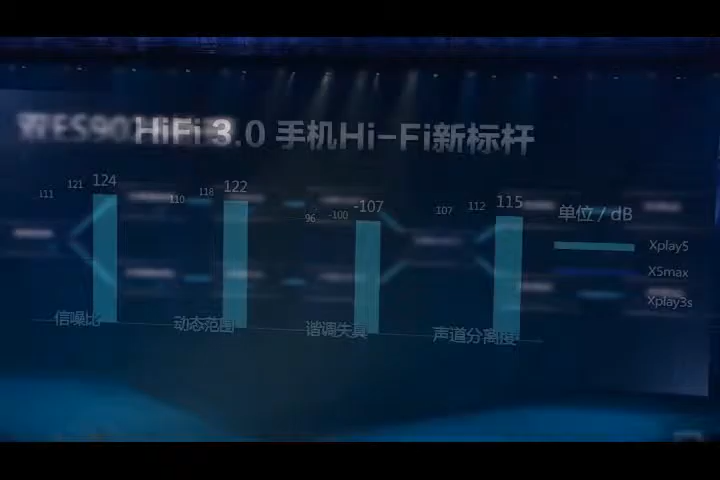 HiFi 3.0 手机Hi-Fi新标杆
111 121 124
110 118 122
96 -100 -107
107 112 115
单位 / dB
Xplay5
X5max
Xplay3s
信噪比 动态范围 谐调失真 声道分离度